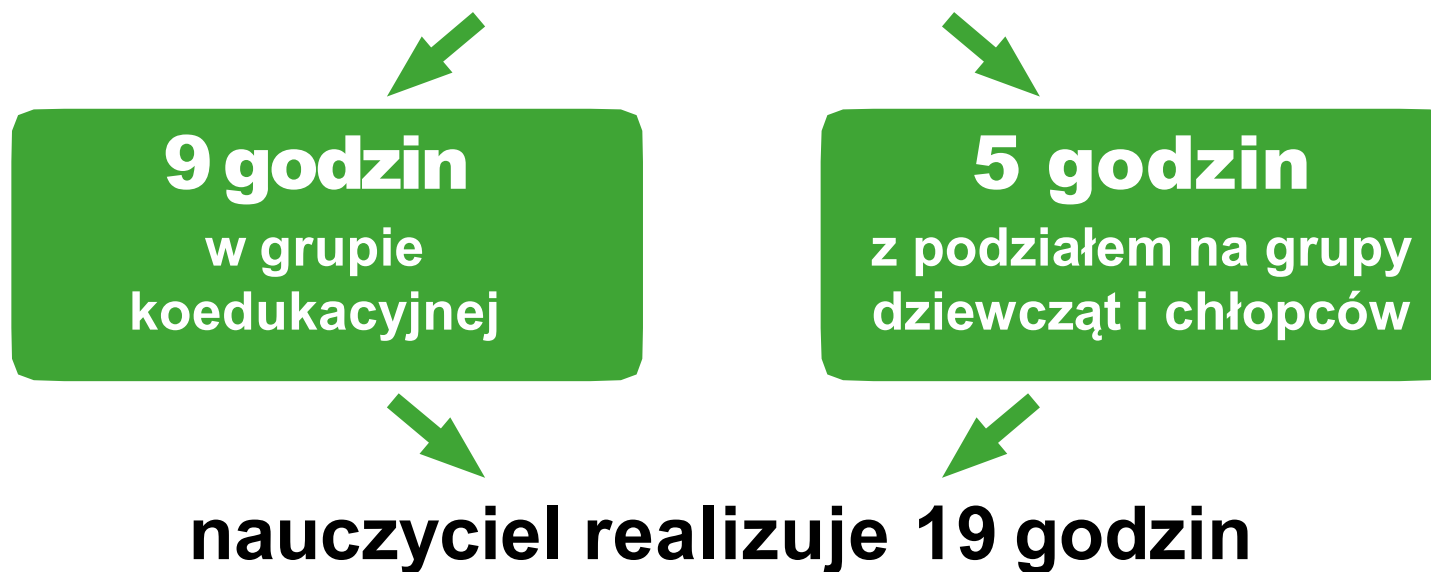 9 godzin
w grupie
koedukacyjnej
5 godzin
z podziałem na grupy
dziewcząt i chłopców
nauczyciel realizuje 19 godzin